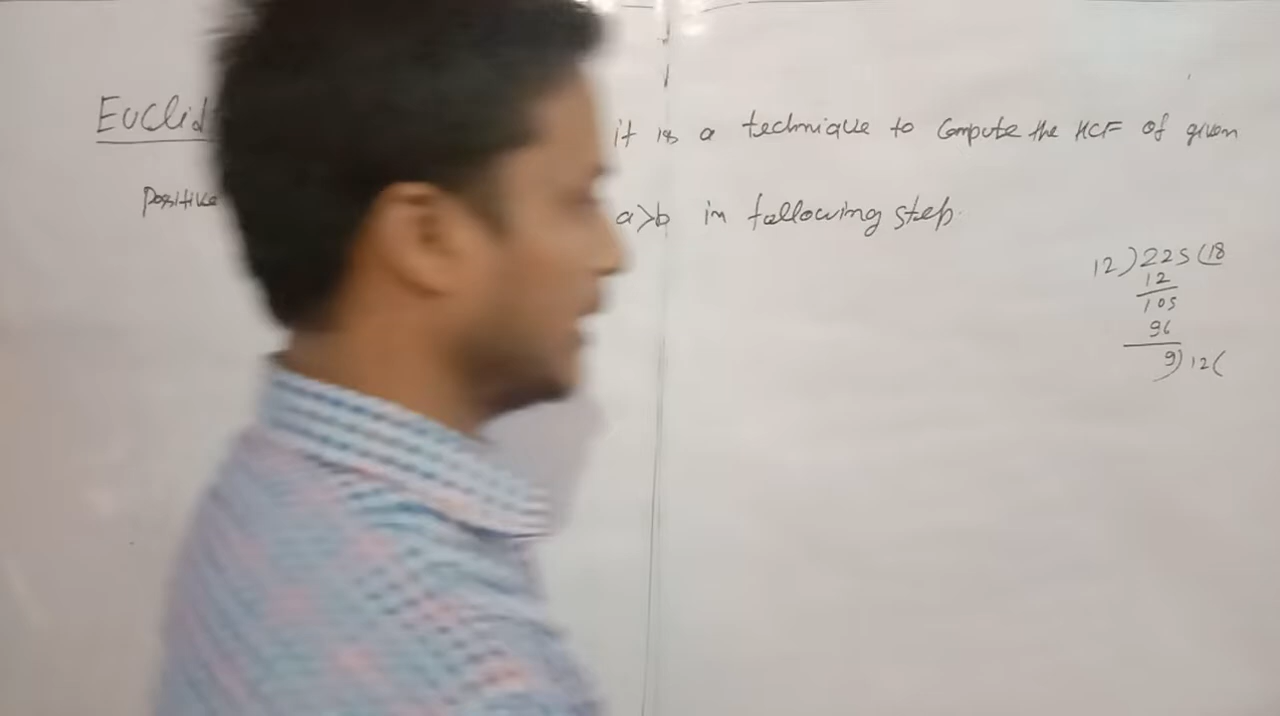 Euclid it is a technique to Compute the HCF of given
Positive a>b in following step.
12)225(18
12
105
96
9)12(